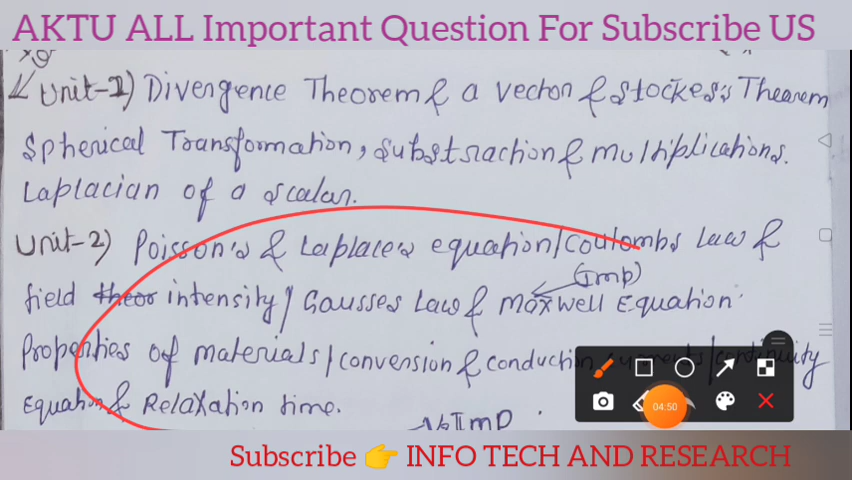 AKTU ALL Important Question For Subscribe US
Unit-1) Divergence Theorem & a vector & Stockes's Thearem
Spherical Transformation, substraction & multiplications.
Laplacian of a scalar.
Unit-2) Poisson's & Laplace's equation/Coulombs Law &
(Imp)
field theor intensity/ Gausses Law & Maxwell Equation.
Properties of materials/conversion & conduction continuity
Equation & Relaxation time.
04:50
Subscribe 👉 INFO TECH AND RESEARCH